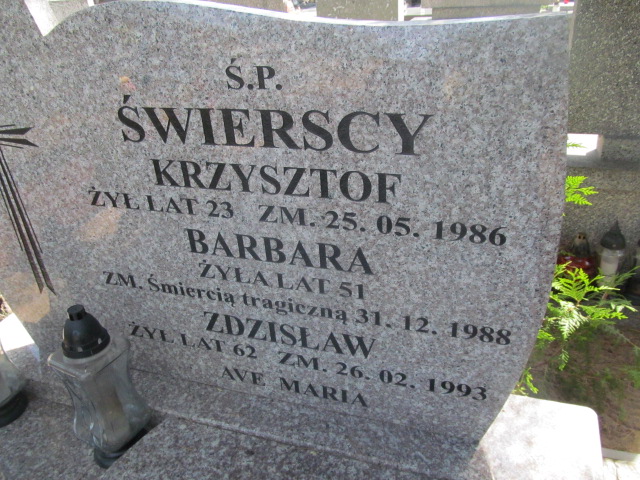 Ś.P.
ŚWIERSCY
KRZYSZTOF
ŻYŁ LAT 23 ZM. 25. 05. 1986
BARBARA
ŻYŁA LAT 51
ZM. Śmiercią tragiczną 31. 12. 1988
ZDZISŁAW
ŻYŁ LAT 62 ZM. 26. 02. 1993
AVE MARIA